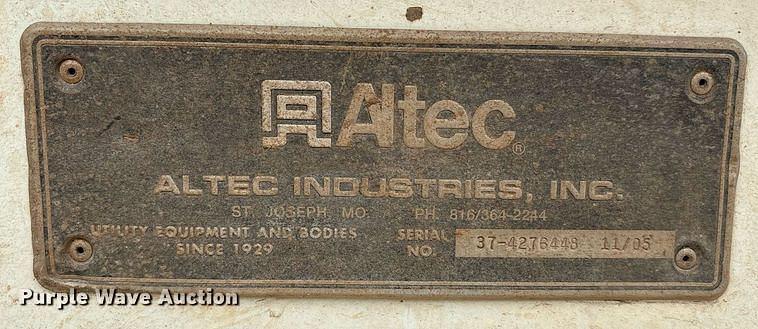 Altec®
ALTEC INDUSTRIES, INC.
ST. JOSEPH, MO. PH. 816/364-2244
UTILITY EQUIPMENT AND BODIES
SINCE 1929
SERIAL NO. 37-4276448 11/05
Purple Wave Auction